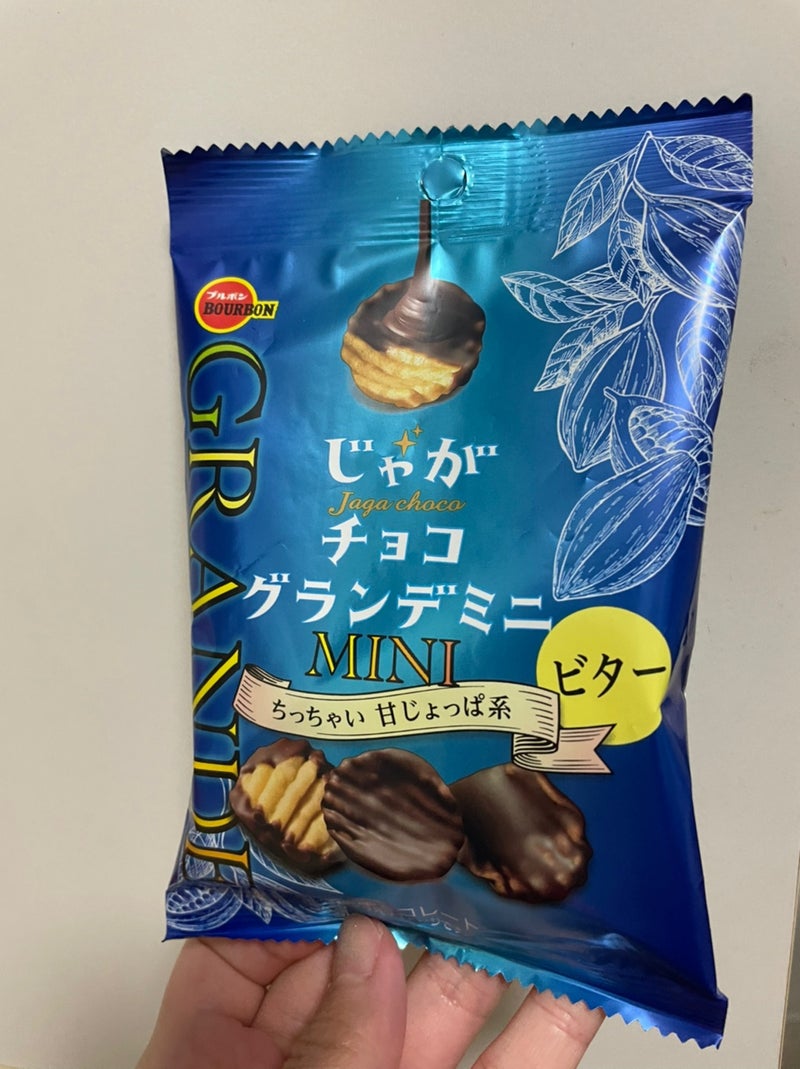 ブルボン
BOURBON
GRANDE
じゃが
Jaga choco
チョコ
グランデミニ
MINI
ビター
ちっちゃい 甘じょっぱ系